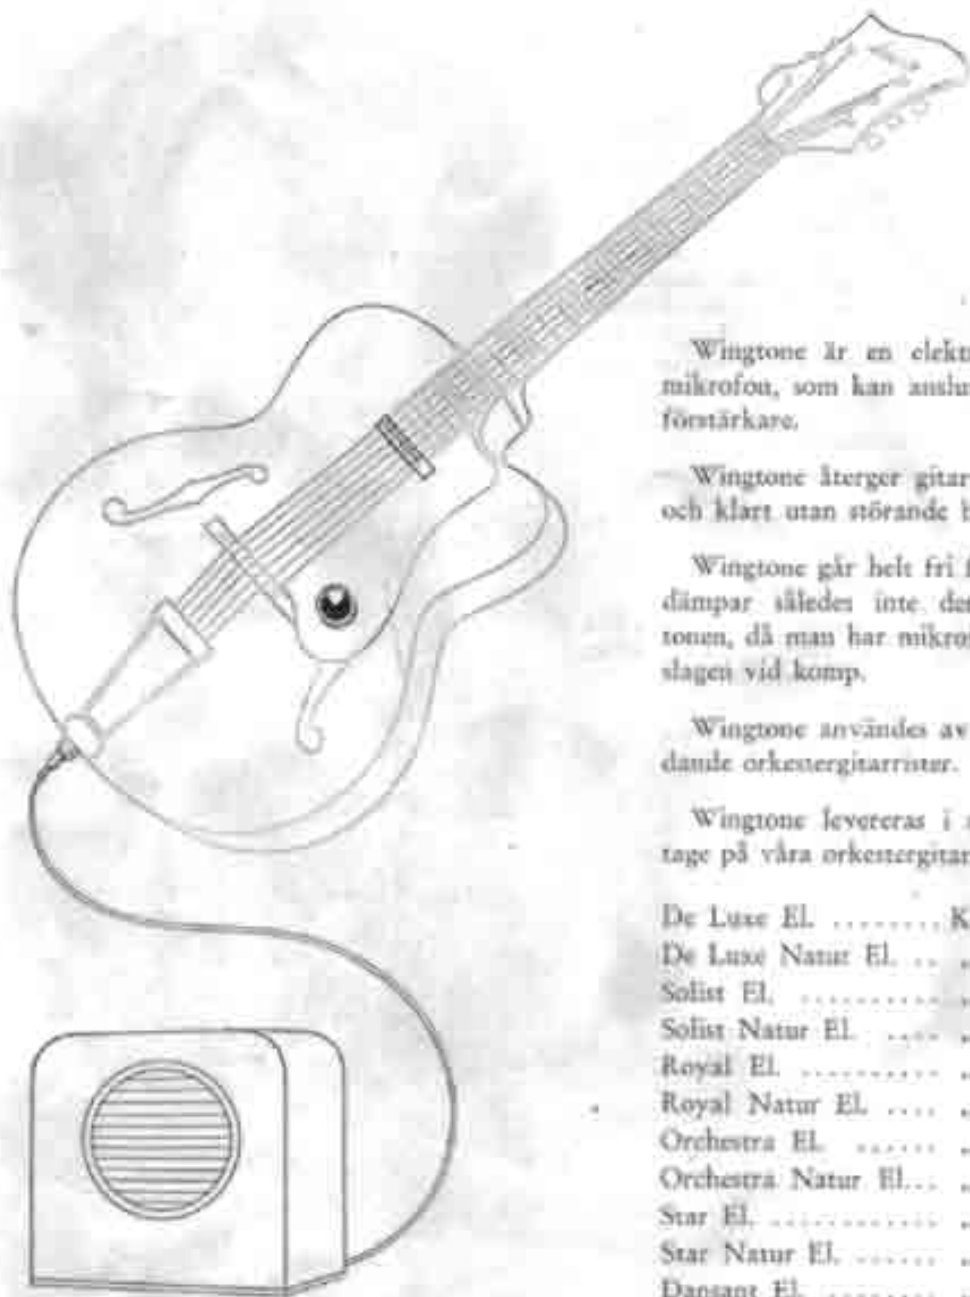 Wingtone är en elektr
mikrofon, som kan anslu
förstärkare.
Wingtone återger gitar
och klart utan störande b
Wingtone går helt fri f
dämpar således inte den
tonen, då man har mikrof
slagen vid komp.
Wingtone användes av
dande orkestergitarrister.
Wingtone levereras i
tage på våra orkestergitar
De Luxe El. ........ K
De Luxe Natur El. .. „
Solist El. .......... „
Solist Natur El. .... „
Royal El. .......... „
Royal Natur El. .... „
Orchestra El. ...... „
Orchestra Natur El... „
Star El. ............ „
Star Natur El. ...... „
Dansant El. ........